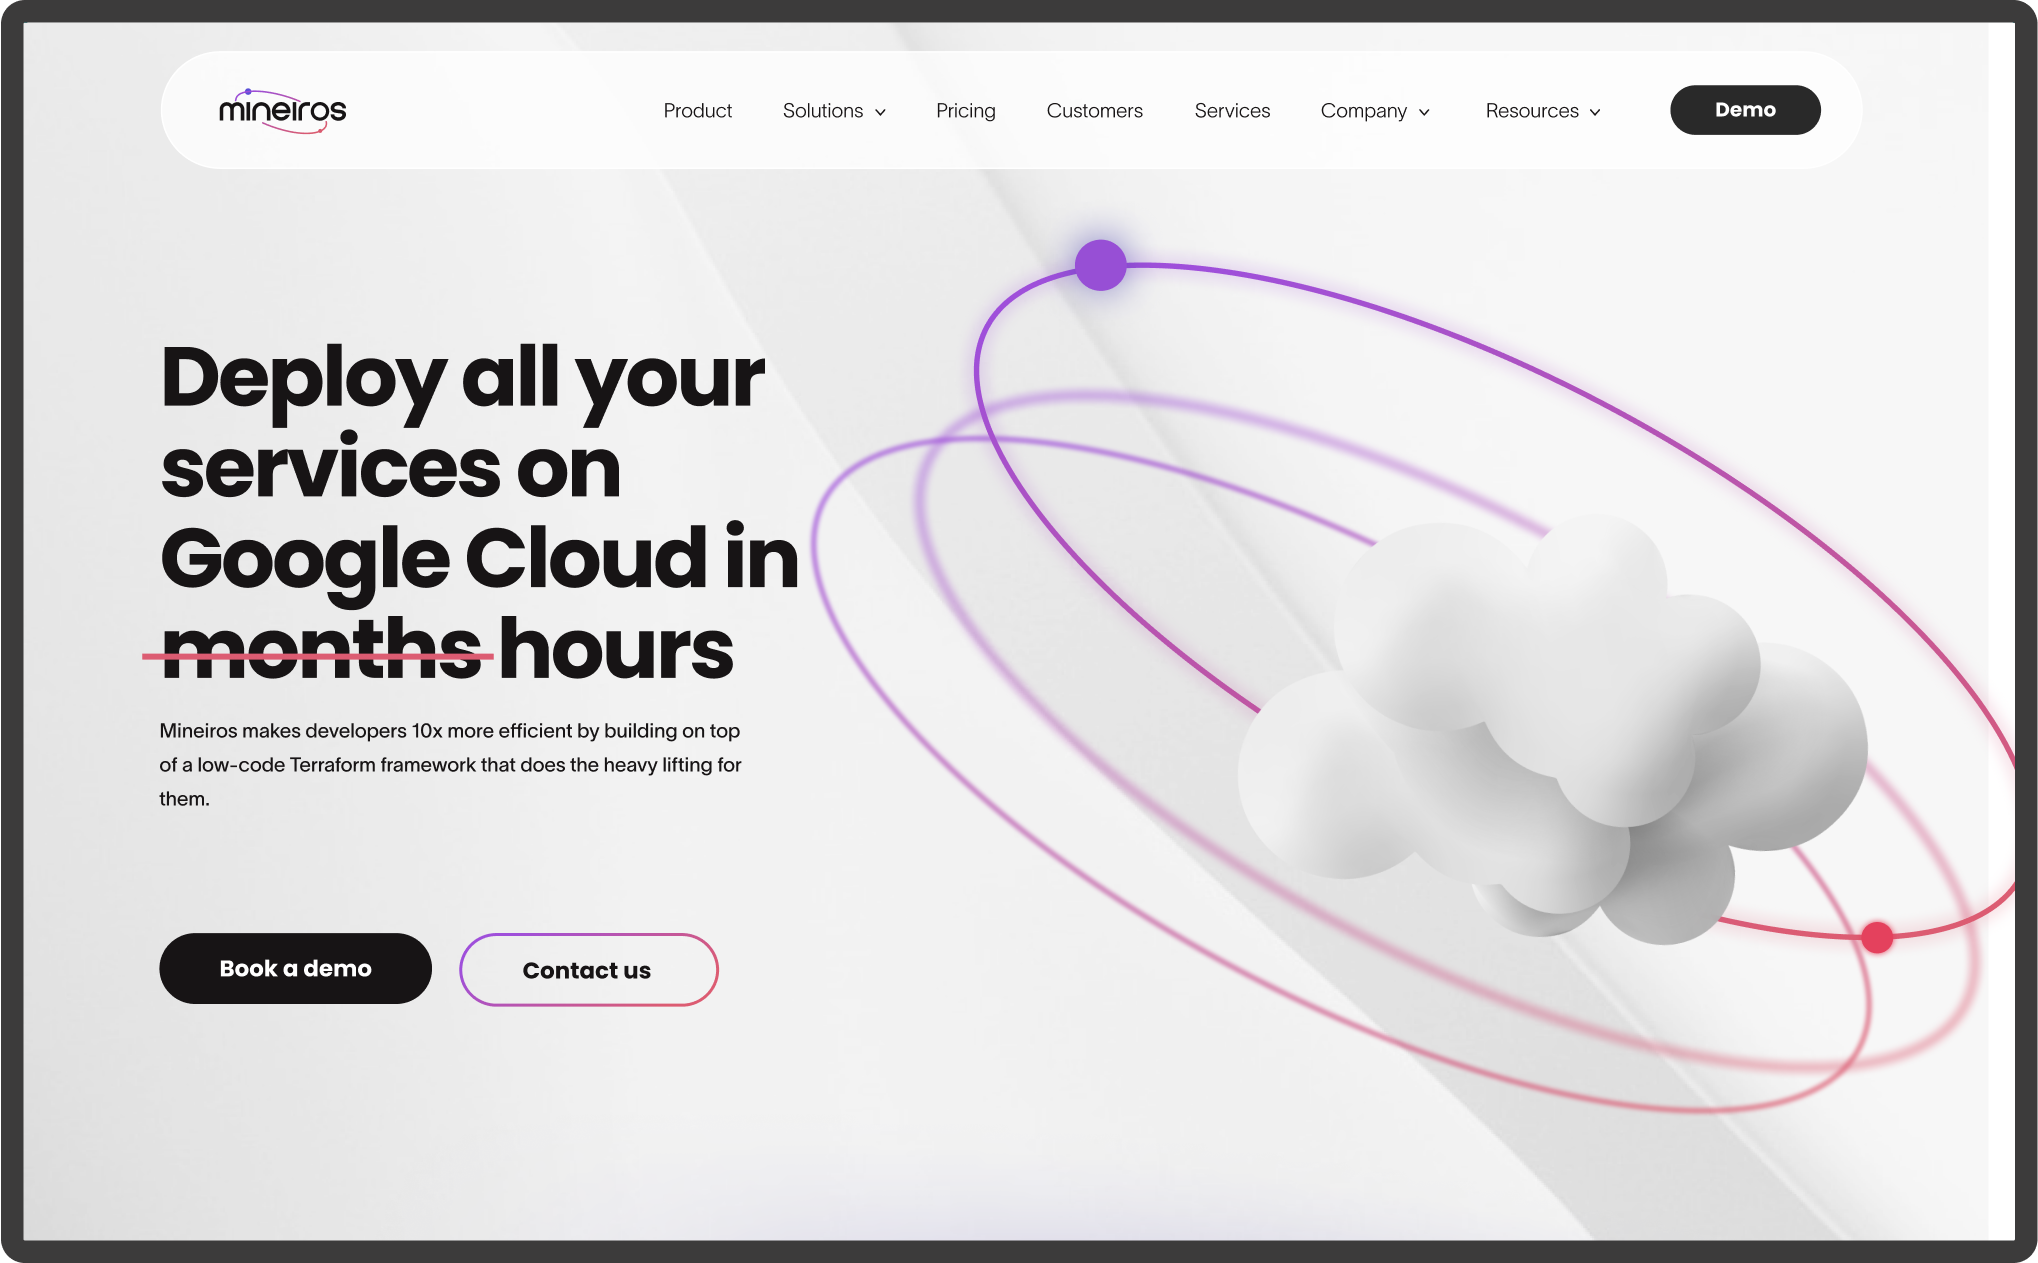 mineiros
Product Solutions Pricing Customers Services Company Resources Demo
Deploy all your
services on
Google Cloud in
months hours
Mineiros makes developers 10x more efficient by building on top
of a low-code Terraform framework that does the heavy lifting for
them.
Book a demo Contact us